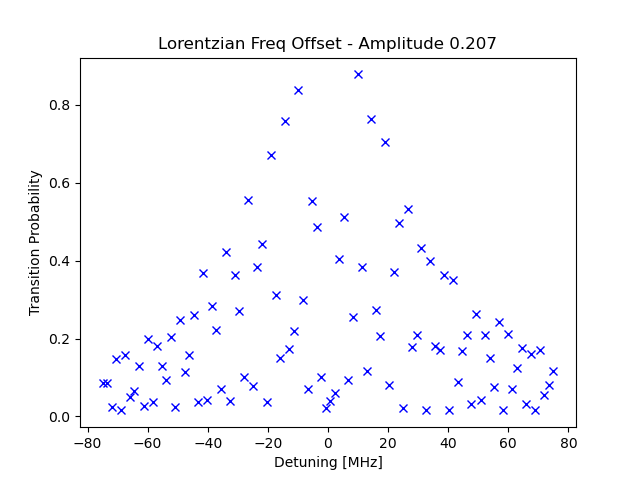 Lorentzian Freq Offset - Amplitude 0.207
Transition Probability
0.8
0.6
0.4
0.2
0.0
−80 −60 −40 −20 0 20 40 60 80
Detuning [MHz]